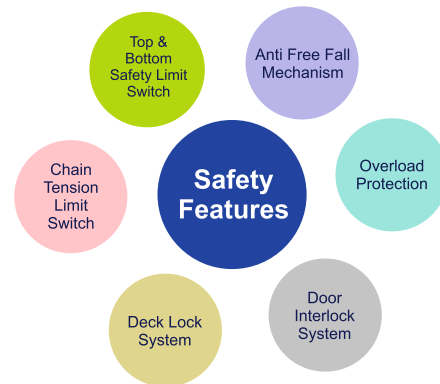 Top &
Bottom
Safety Limit
Switch
Anti Free Fall
Mechanism
Chain
Tension
Limit
Switch
Safety
Features
Overload
Protection
Deck Lock
System
Door
Interlock
System